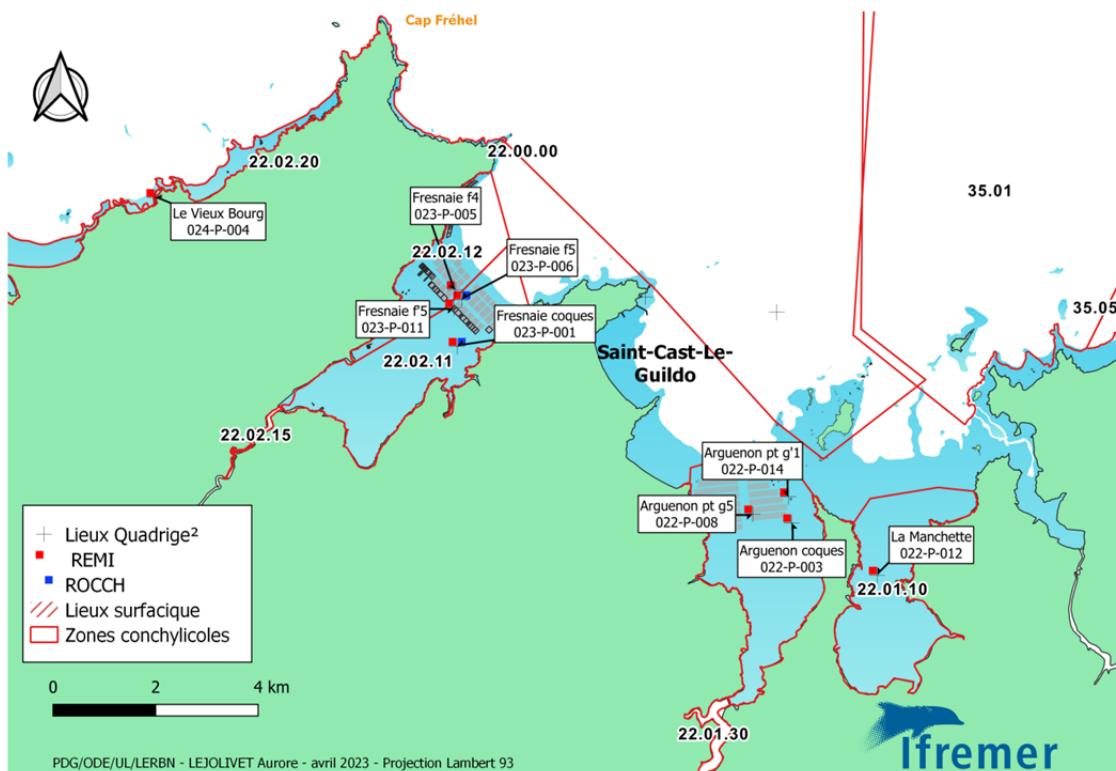 Cap Fréhel
22.00.00
22.02.20
35.01
Fresnaie f4
023-P-005
Le Vieux Bourg
024-P-004
22.02.12
Fresnaie f5
023-P-006
Fresnaie f'5
023-P-011
Fresnaie coques
023-P-001
35.05
22.02.11
Saint-Cast-Le-
Guildo
22.02.15
Arguenon pt g'1
022-P-014
Arguenon pt g5
022-P-008
Arguenon coques
022-P-003
La Manchette
022-P-012
22.01.10
Lieux Quadrige²
REMI
ROCCH
Lieux surfacique
Zones conchylicoles
0 2 4 km
22.01.30
Ifremer
PDG/ODE/UL/LERBN - LEJOLIVET Aurore - avril 2023 - Projection Lambert 93